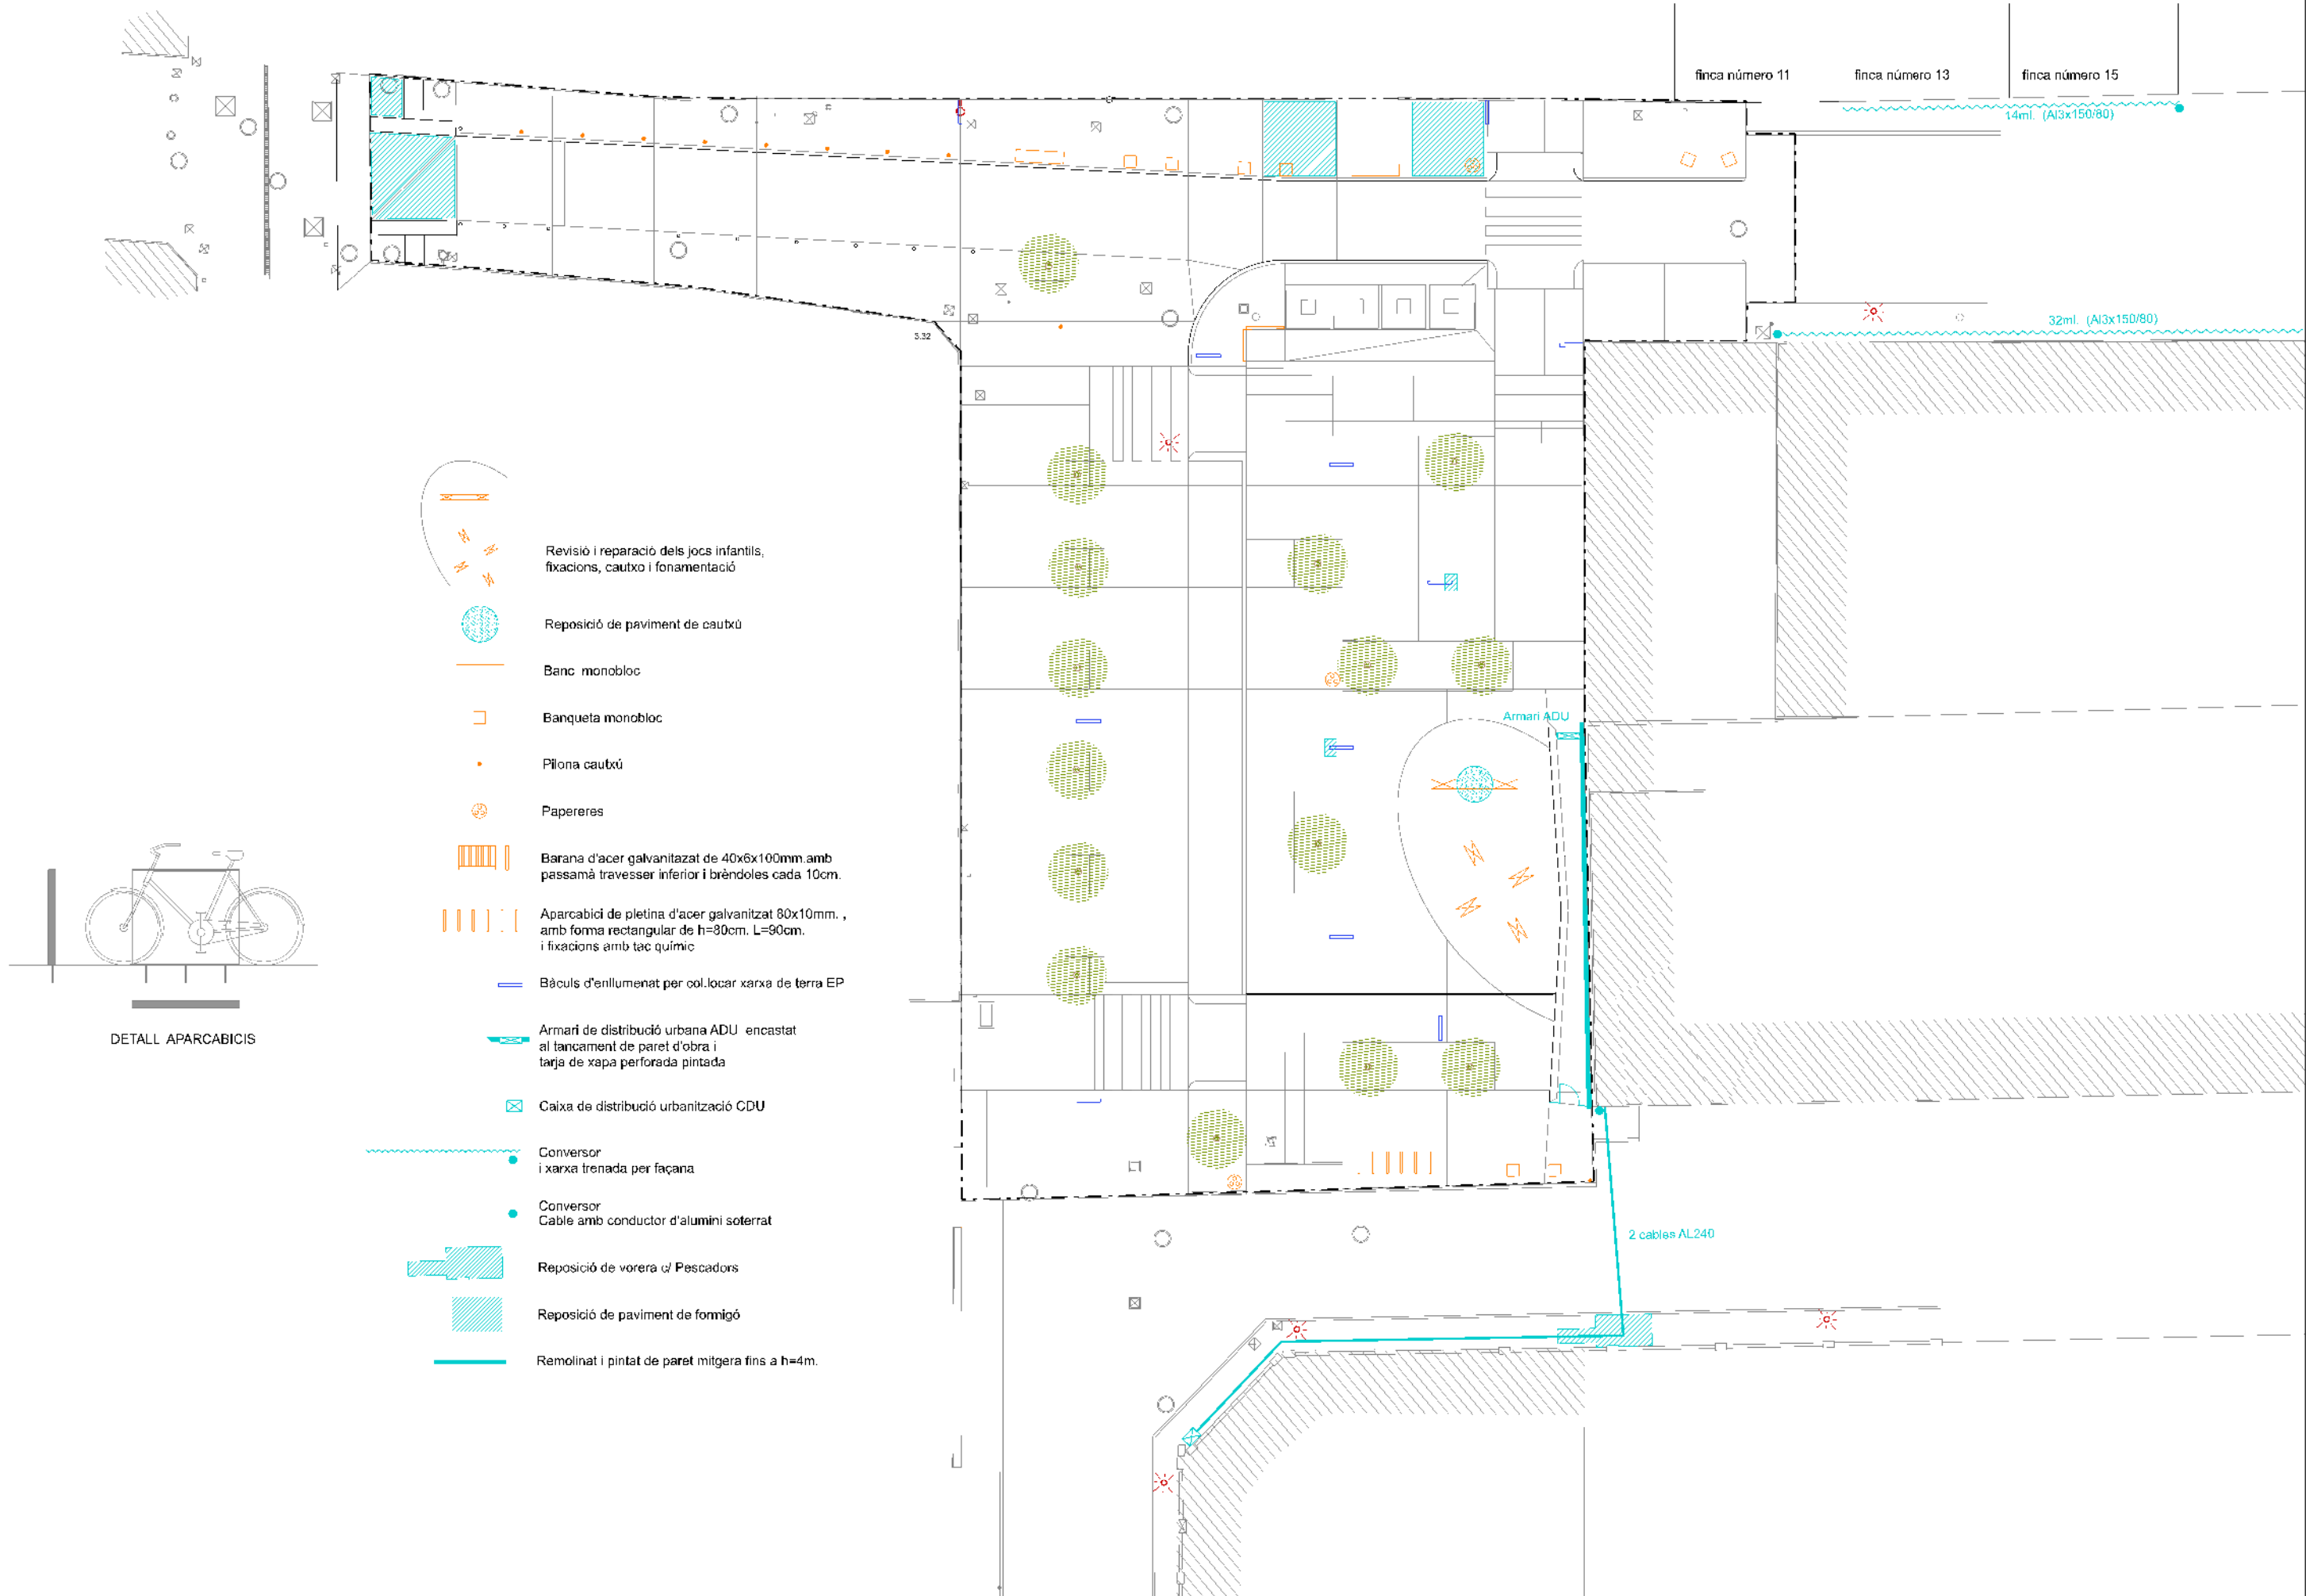 finca número 11
finca número 13
finca número 15
14ml. (Al3x150/80)
32ml. (Al3x150/80)
3.32
Revisió i reparació dels jocs infantils,
fixacions, cautxo i fonamentació
Reposició de paviment de cautxú
Banc monobloc
Banqueta monobloc
Armari ADU
Pilona cautxú
Papereres
Barana d'acer galvanitazat de 40x6x100mm.amb
passamà travesser inferior i brèndoles cada 10cm.
Aparcabici de pletina d'acer galvanitzat 80x10mm. ,
amb forma rectangular de h=80cm. L=90cm.
i fixacions amb tac químic
Bàculs d'enllumenat per col.locar xarxa de terra EP
Armari de distribució urbana ADU encastat
al tancament de paret d'obra i
tarja de xapa perforada pintada
DETALL APARCABICIS
Caixa de distribució urbanització CDU
Conversor
i xarxa trenada per façana
Conversor
Cable amb conductor d'alumini soterrat
2 cables AL240
Reposició de vorera c/ Pescadors
Reposició de paviment de formigó
Remolinat i pintat de paret mitgera fins a h=4m.